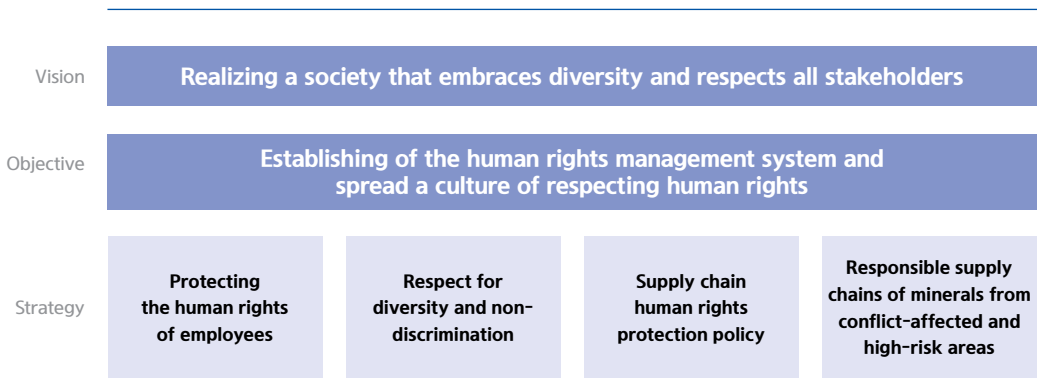 Vision
Realizing a society that embraces diversity and respects all stakeholders
Objective
Establishing of the human rights management system and
spread a culture of respecting human rights
Strategy
Protecting
the human rights
of employees
Respect for
diversity and non-
discrimination
Supply chain
human rights
protection policy
Responsible supply
chains of minerals from
conflict-affected and
high-risk areas